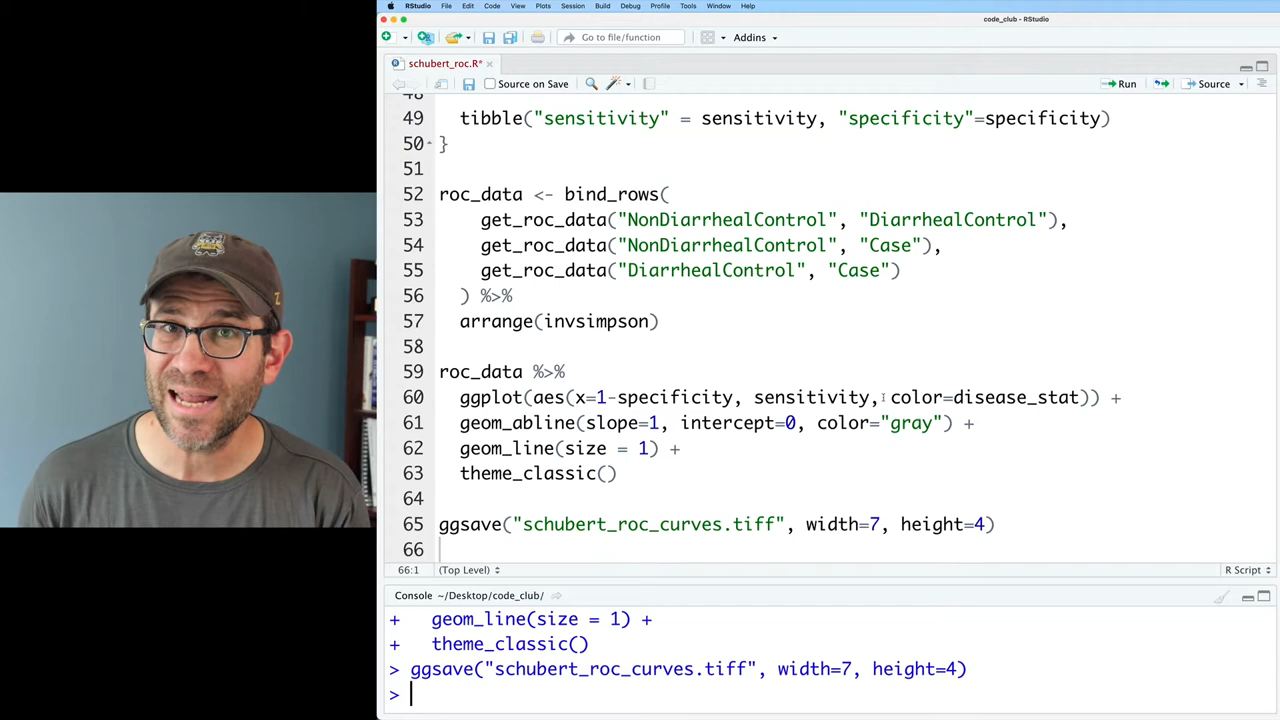 RStudio File Edit Code View Plots Session Build Debug Profile Tools Window Help
code_club - RStudio
Go to file/function Addins
schubert_roc.R*
Source on Save Run Source
48
49 tibble("sensitivity" = sensitivity, "specificity"=specificity)
50 }
51
52 roc_data <- bind_rows(
53 get_roc_data("NonDiarrhealControl", "DiarrhealControl"),
54 get_roc_data("NonDiarrhealControl", "Case"),
55 get_roc_data("DiarrhealControl", "Case")
56 ) %>%
57 arrange(invsimpson)
58
59 roc_data %>%
60 ggplot(aes(x=1-specificity, sensitivity, color=disease_stat)) +
61 geom_abline(slope=1, intercept=0, color="gray") +
62 geom_line(size = 1) +
63 theme_classic()
64
65 ggsave("schubert_roc_curves.tiff", width=7, height=4)
66
66:1 (Top Level) R Script
Console ~/Desktop/code_club/
+ geom_line(size = 1) +
+ theme_classic()
> ggsave("schubert_roc_curves.tiff", width=7, height=4)
>